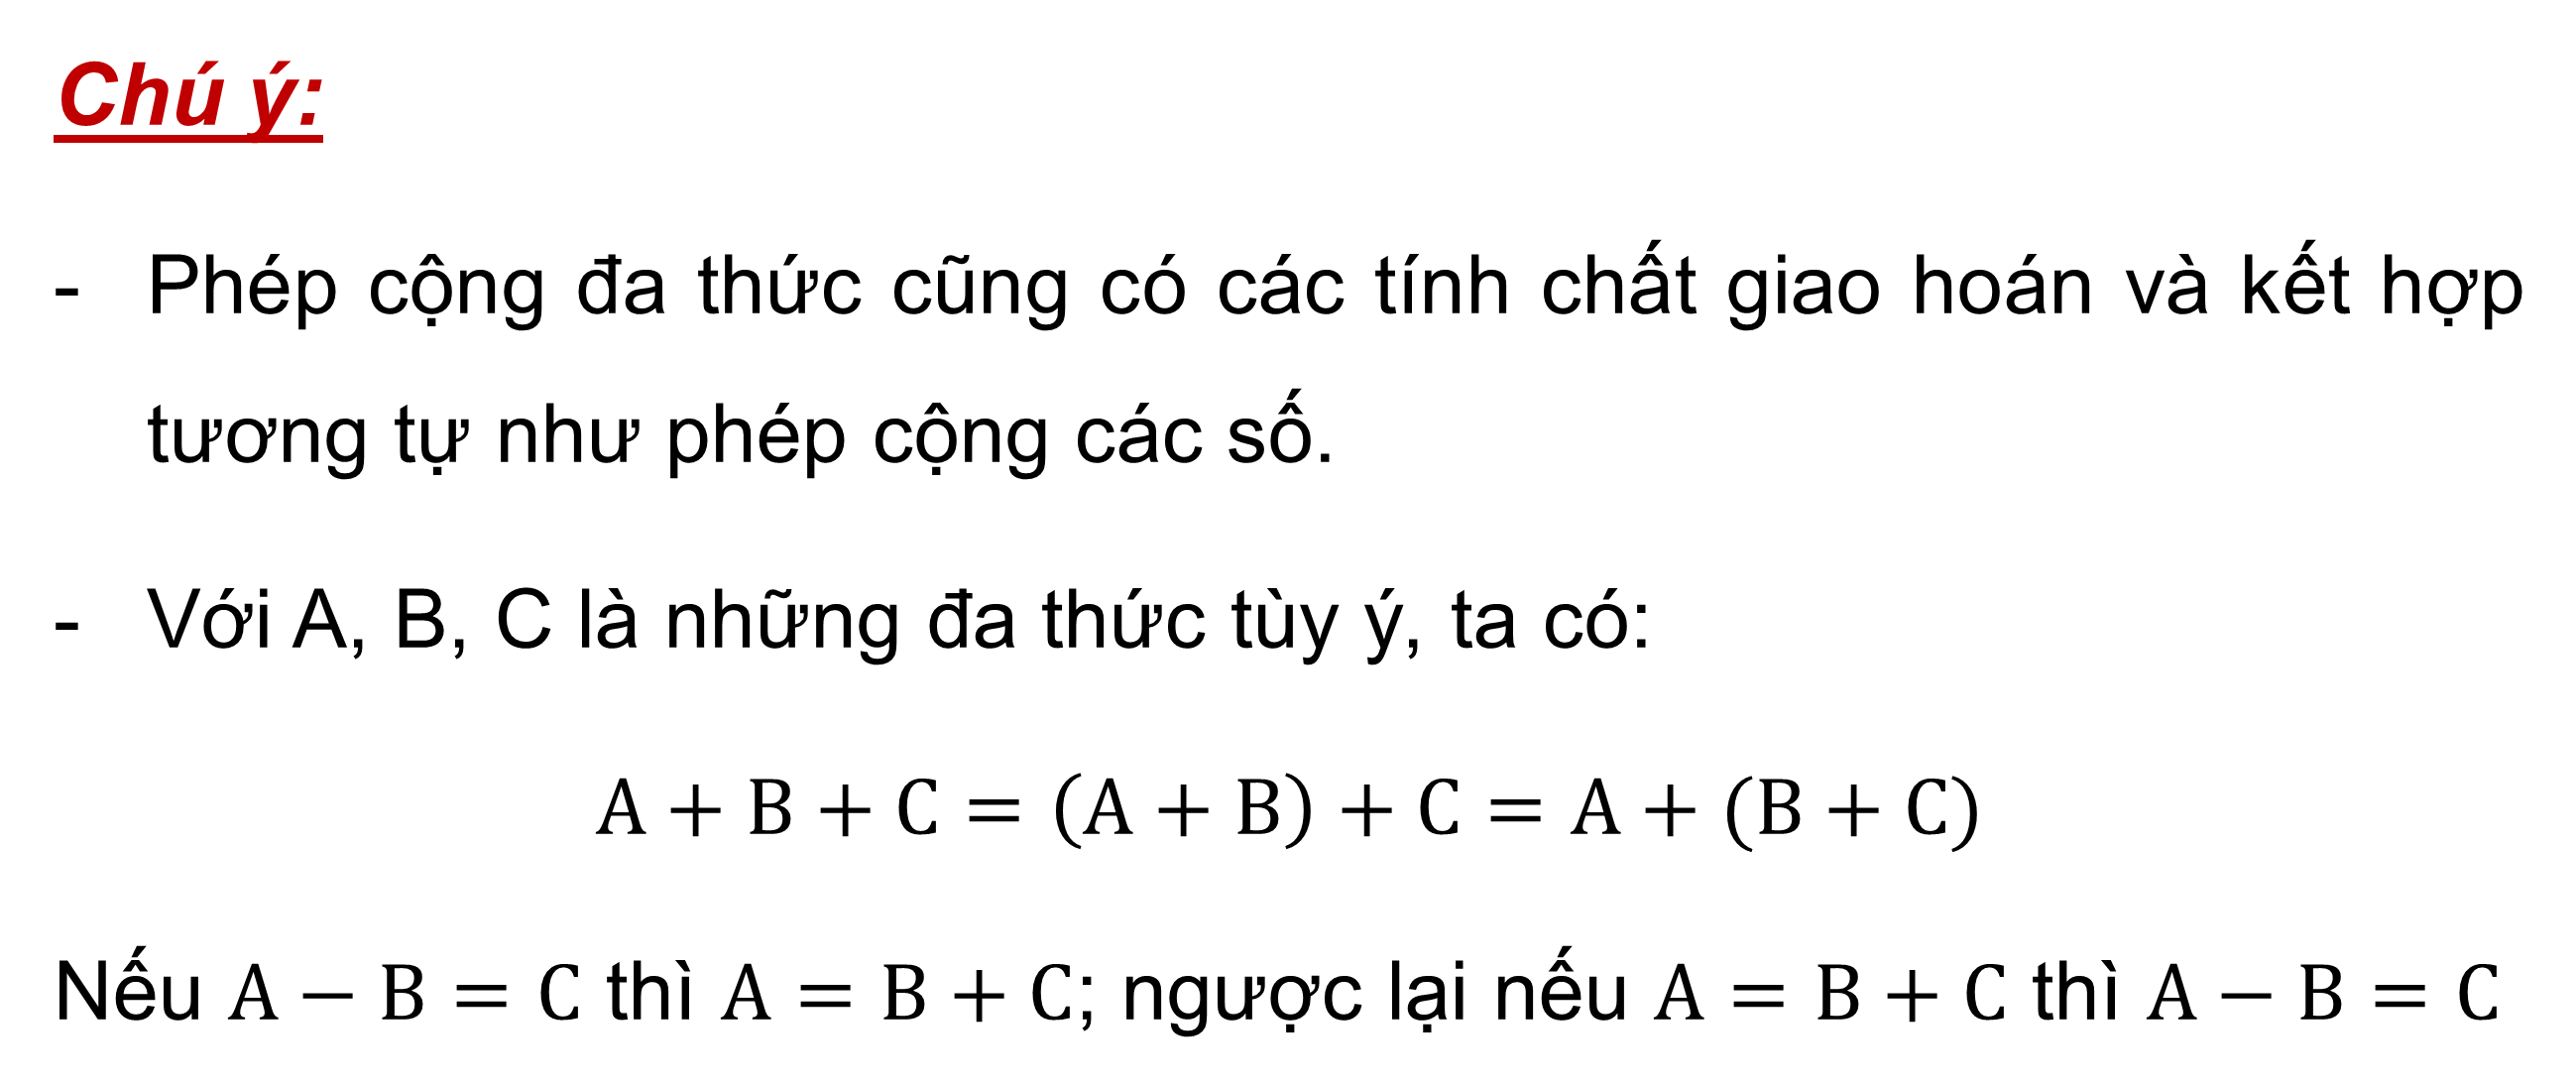 Chú ý:
- Phép cộng đa thức cũng có các tính chất giao hoán và kết hợp
tương tự như phép cộng các số.
- Với A, B, C là những đa thức tùy ý, ta có:
A + B + C = (A + B) + C = A + (B + C)
Nếu A − B = C thì A = B + C; ngược lại nếu A = B + C thì A − B = C